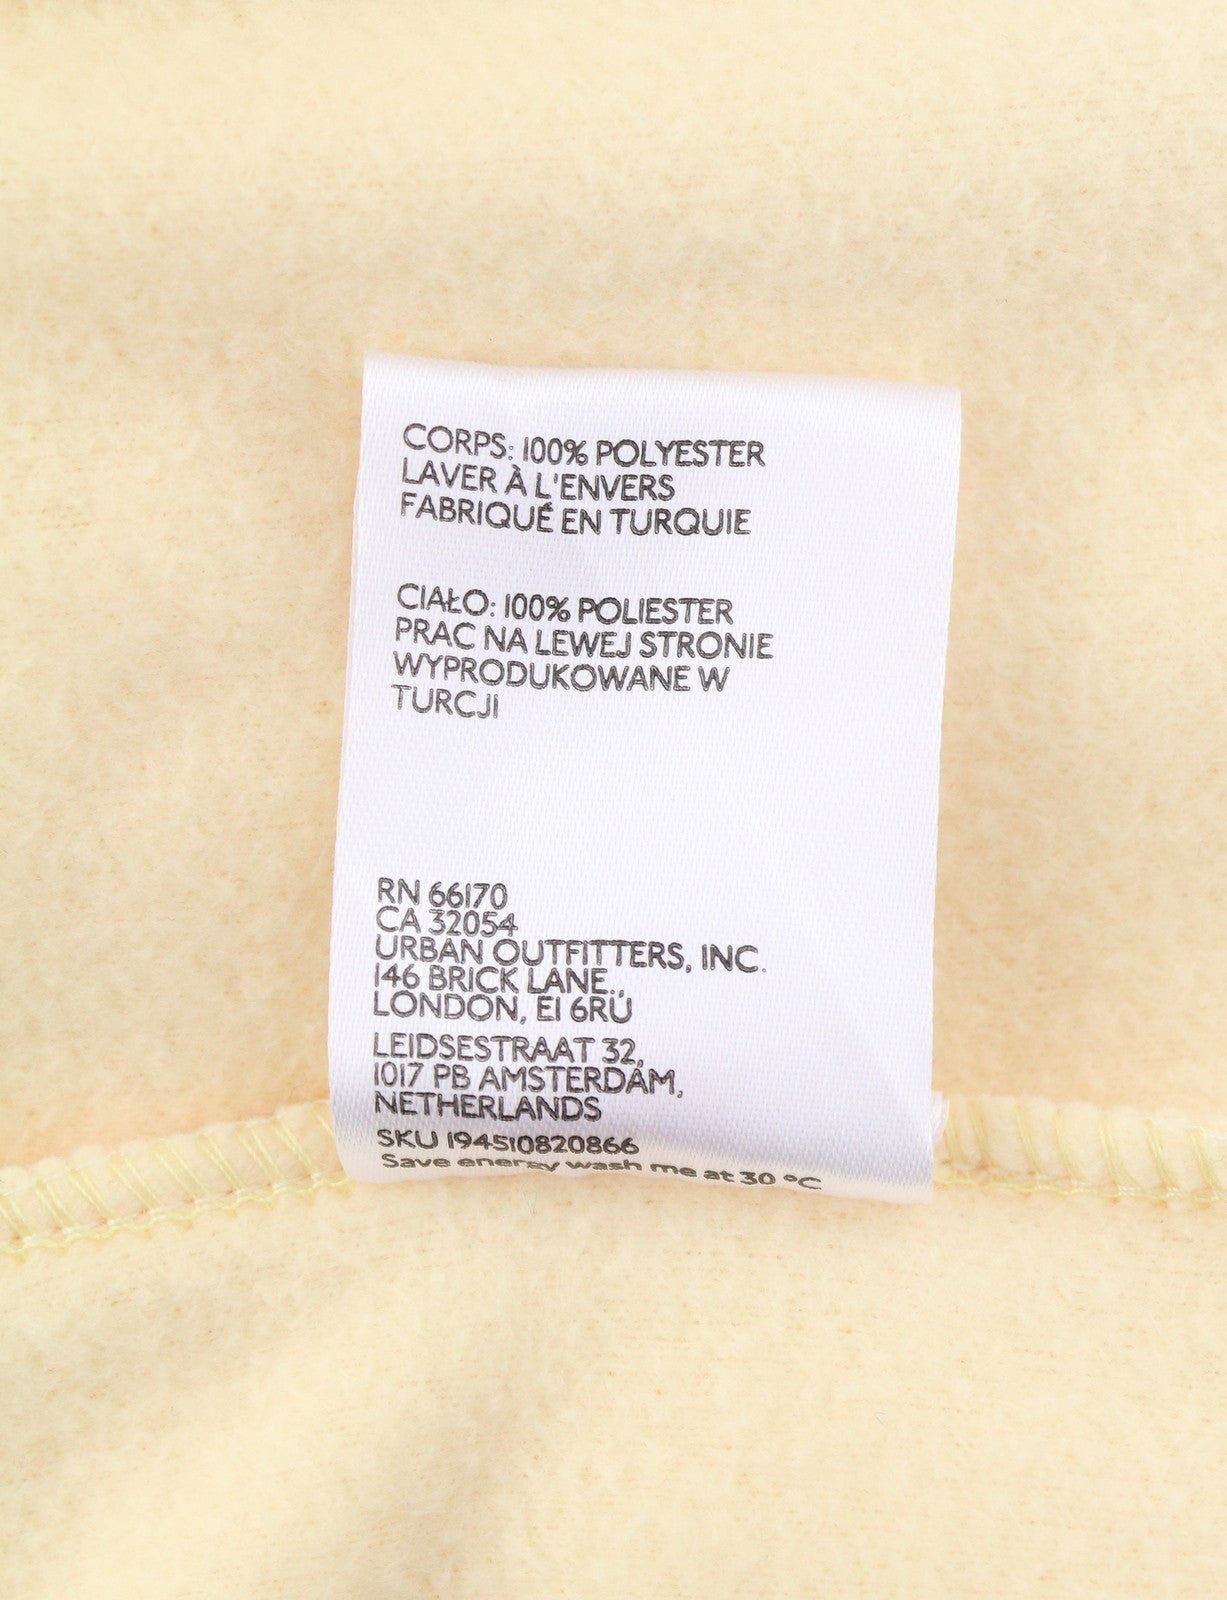 CORPS: 100% POLYESTER
LAVER À L'ENVERS
FABRIQUÉ EN TURQUIE
CIAŁO: 100% POLIESTER
PRAC NA LEWEJ STRONIE
WYPRODUKOWANE W
TURCJI
RN 66170
CA 32054
URBAN OUTFITTERS, INC.
146 BRICK LANE.,
LONDON, E1 6RU
LEIDSESTRAAT 32,
1017 PB AMSTERDAM,
NETHERLANDS
SKU 194510820866
Save energy wash me at 30 °C